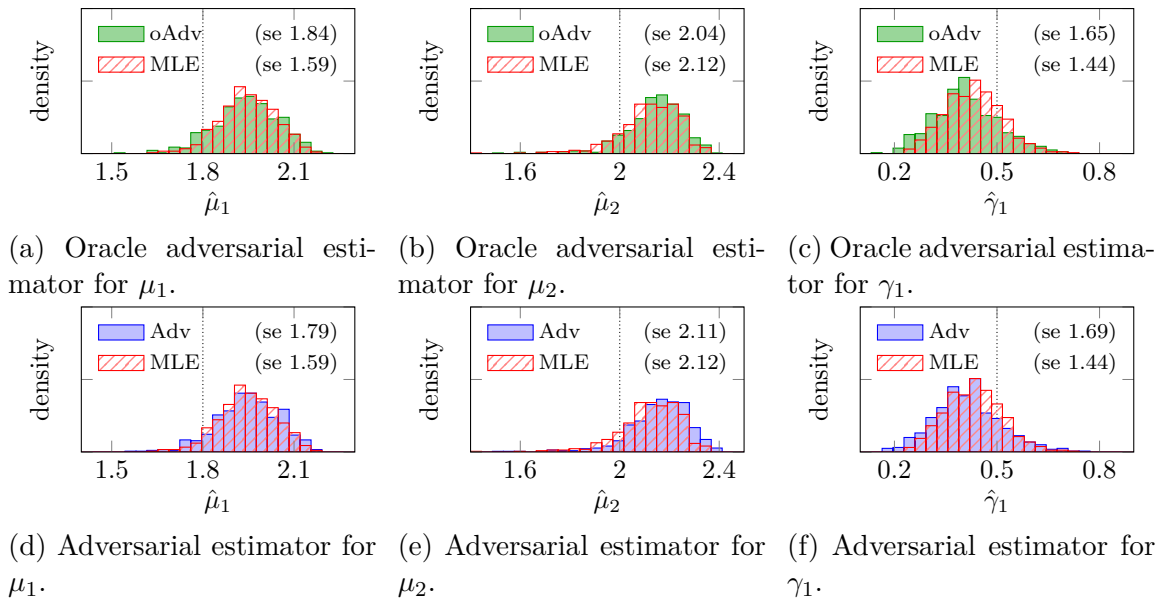 density
oAdv (se 1.84)
MLE (se 1.59)
1.5 1.8 2.1
μ̂₁
density
oAdv (se 2.04)
MLE (se 2.12)
1.6 2 2.4
μ̂₂
density
oAdv (se 1.65)
MLE (se 1.44)
0.2 0.5 0.8
γ̂₁
(a) Oracle adversarial esti-
mator for μ₁.
(b) Oracle adversarial esti-
mator for μ₂.
(c) Oracle adversarial estima-
tor for γ₁.
density
Adv (se 1.79)
MLE (se 1.59)
1.5 1.8 2.1
μ̂₁
density
Adv (se 2.11)
MLE (se 2.12)
1.6 2 2.4
μ̂₂
density
Adv (se 1.69)
MLE (se 1.44)
0.2 0.5 0.8
γ̂₁
(d) Adversarial estimator for
μ₁.
(e) Adversarial estimator for
μ₂.
(f) Adversarial estimator for
γ₁.